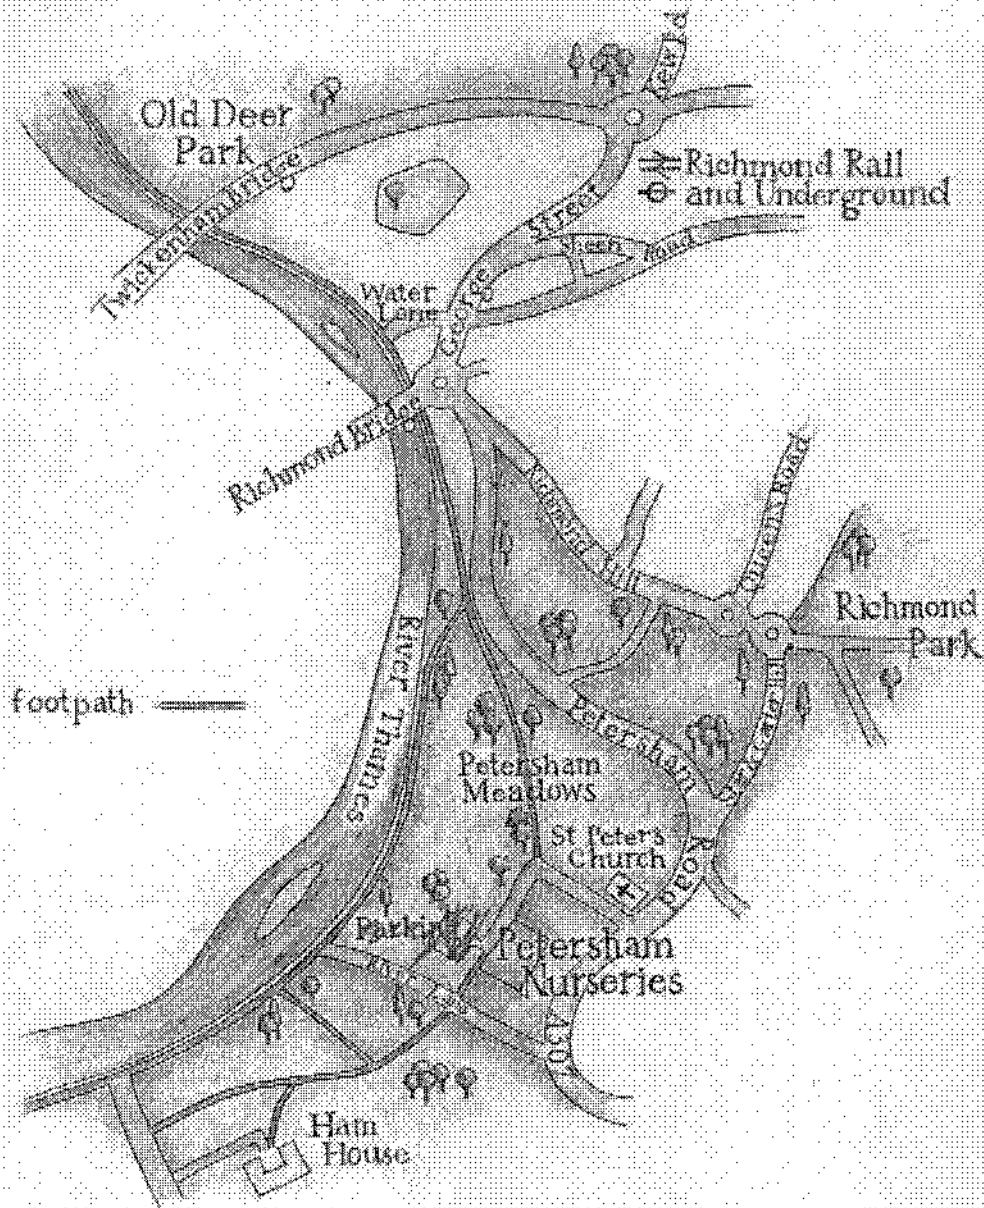 Kew Rd
Old Deer
Park
Twickenham Bridge
Richmond Rail
and Underground
George Street
Sheen Road
Water
Lane
Richmond Bridge
Richmond Hill
Queens Road
Richmond
Park
River Thames
footpath
Petersham Road
Petersham
Meadows
St Peters
Church
Parking
Petersham
Nurseries
A307
Ham
House